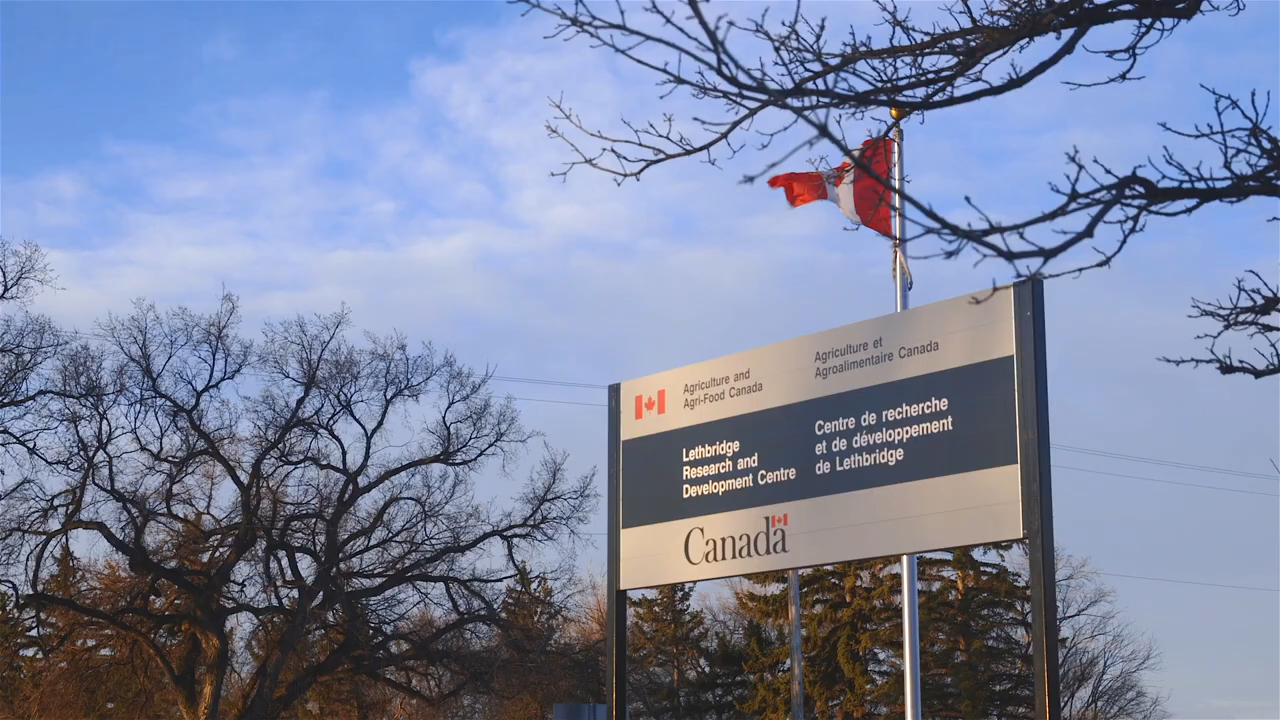 Agriculture and
Agri-Food Canada
Agriculture et
Agroalimentaire Canada
Lethbridge
Research and
Development Centre
Centre de recherche
et de développement
de Lethbridge
Canada